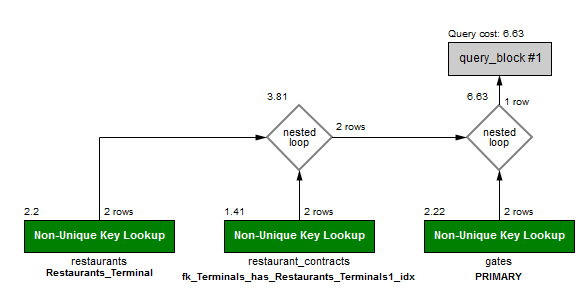 Query cost: 6.63
query_block #1
3.81
6.63
1 row
nested
loop
2 rows
nested
loop
2.2
2 rows
1.41
2 rows
2.22
2 rows
Non-Unique Key Lookup
Non-Unique Key Lookup
Non-Unique Key Lookup
restaurants
restaurant_contracts
gates
Restaurants_Terminal
fk_Terminals_has_Restaurants_Terminals1_idx
PRIMARY